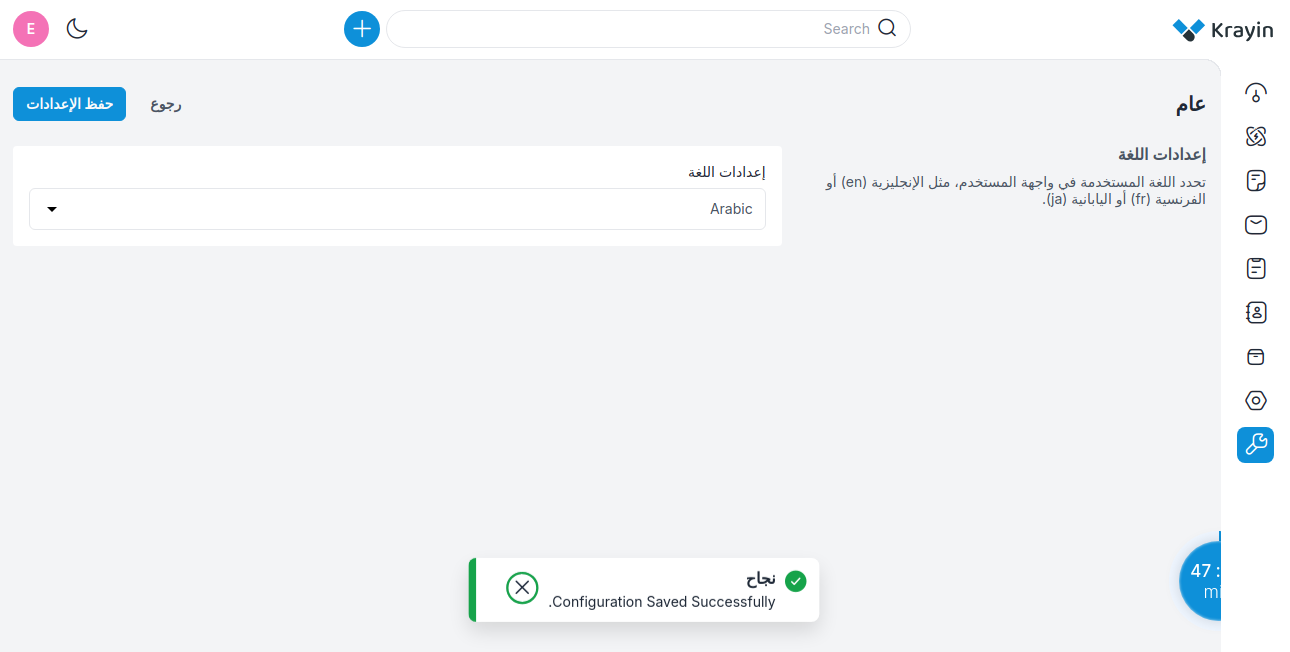 Krayin
Search
E
عام
رجوع
حفظ الإعدادات
إعدادات اللغة
تحدد اللغة المستخدمة في واجهة المستخدم، مثل الإنجليزية (en) أو
الفرنسية (fr) أو اليابانية (ja).
إعدادات اللغة
Arabic
نجاح
Configuration Saved Successfully.
47 :